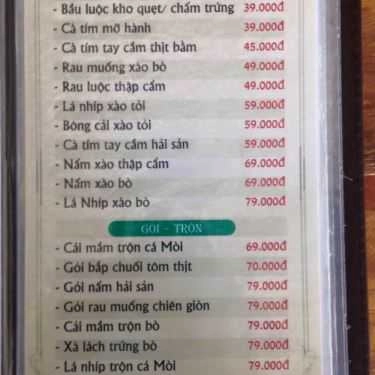 - Bầu luộc kho quẹt/ chấm trứng 39.000đ
- Cà tím mỡ hành 39.000đ
- Cà tím tay cầm thịt bằm 45.000đ
- Rau muống xào bò 49.000đ
- Rau luộc thập cẩm 49.000đ
- Lá nhíp xào tỏi 59.000đ
- Bông cải xào tỏi 59.000đ
- Cà tím tay cầm hải sản 59.000đ
- Nấm xào thập cẩm 69.000đ
- Nấm xào bò 69.000đ
- Lá Nhíp xào bò 79.000đ
GỎI - TRỘN
- Cải mầm trộn cá Mòi 69.000đ
- Gỏi bắp chuối tôm thịt 70.000đ
- Gỏi nấm hải sản 79.000đ
- Gỏi rau muống chiên giòn 79.000đ
- Cải mầm trộn bò 79.000đ
- Xà lách trứng bò 79.000đ
- Lá nhíp trộn cá Mòi 79.000đ